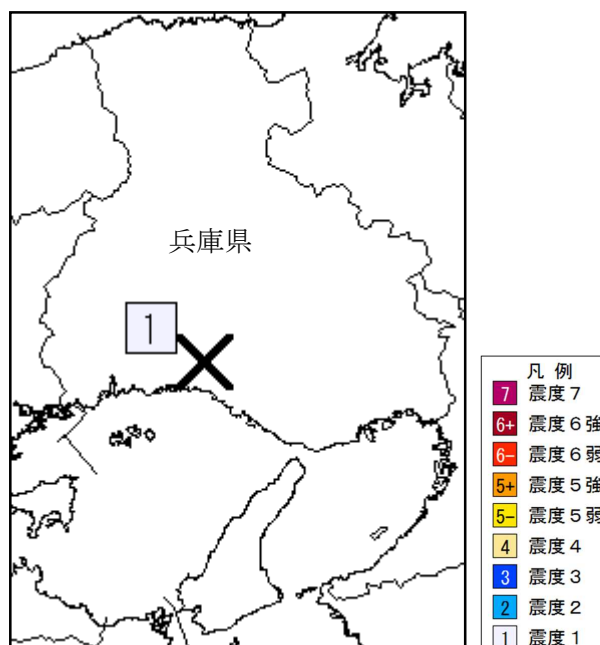 兵庫県
1
凡 例
7 震度7
6+ 震度6強
6- 震度6弱
5+ 震度5強
5- 震度5弱
4 震度4
3 震度3
2 震度2
1 震度1